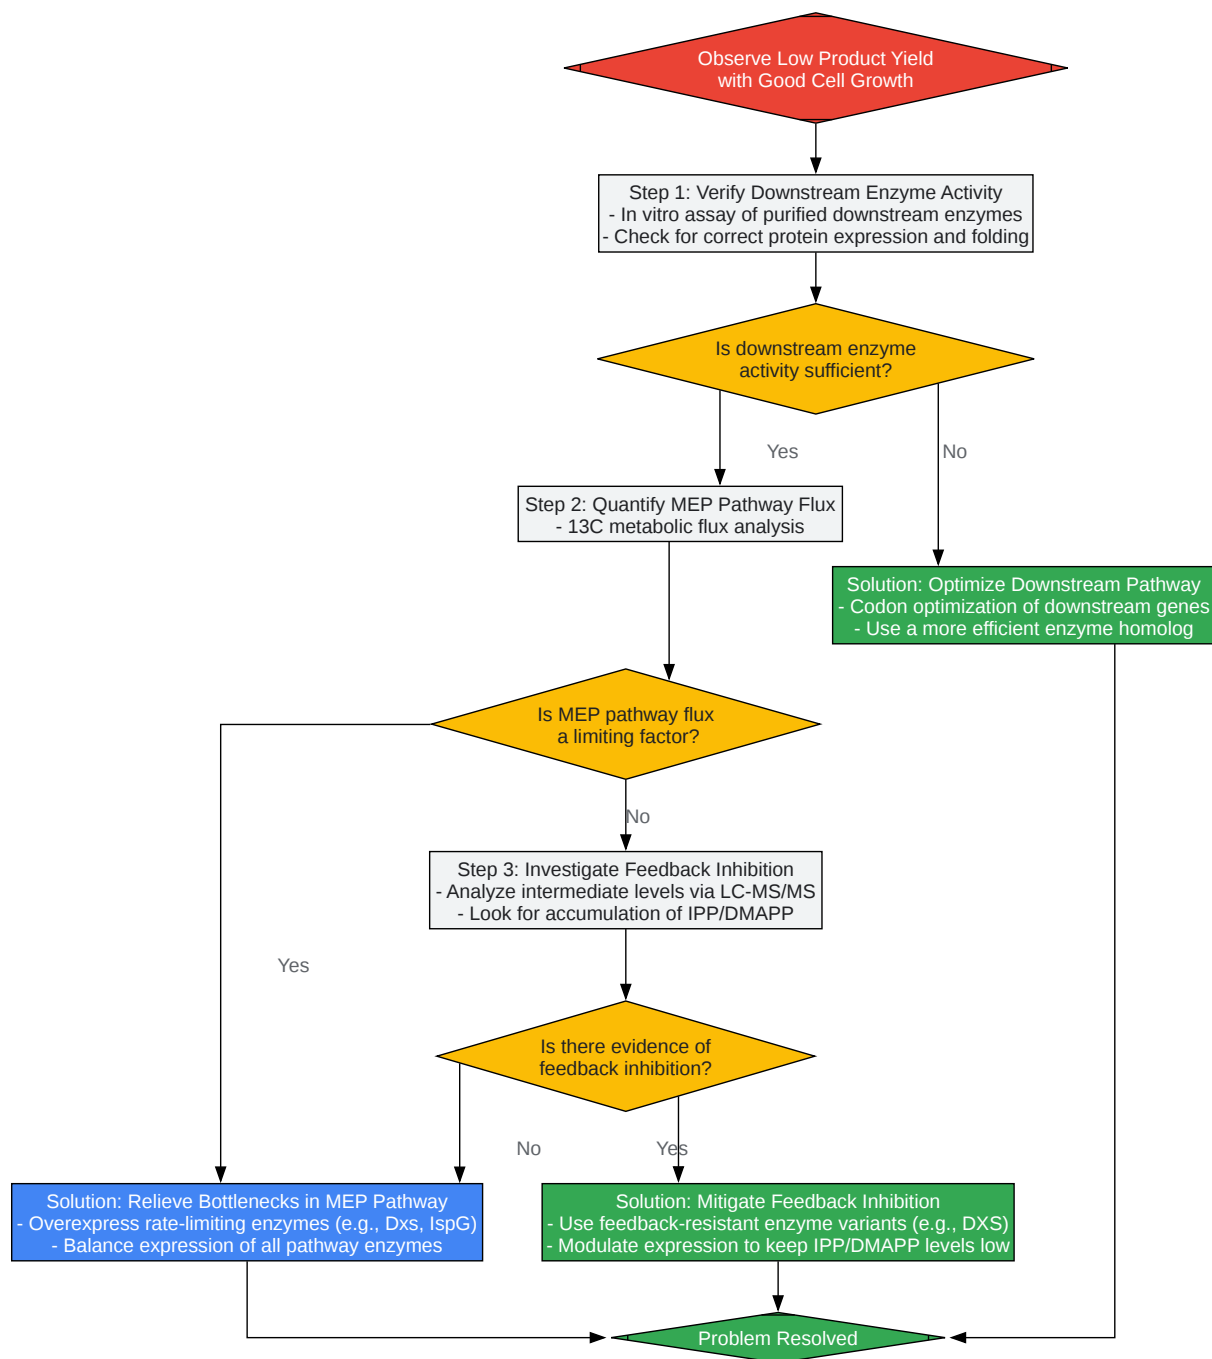 Observe Low Product Yield
with Good Cell Growth
Step 1: Verify Downstream Enzyme Activity
- In vitro assay of purified downstream enzymes
- Check for correct protein expression and folding
Is downstream enzyme
activity sufficient?
Yes
No
Step 2: Quantify MEP Pathway Flux
- 13C metabolic flux analysis
Solution: Optimize Downstream Pathway
- Codon optimization of downstream genes
- Use a more efficient enzyme homolog
Is MEP pathway flux
a limiting factor?
No
Step 3: Investigate Feedback Inhibition
- Analyze intermediate levels via LC-MS/MS
- Look for accumulation of IPP/DMAPP
Yes
Is there evidence of
feedback inhibition?
No
Yes
Solution: Relieve Bottlenecks in MEP Pathway
- Overexpress rate-limiting enzymes (e.g., Dxs, IspG)
- Balance expression of all pathway enzymes
Solution: Mitigate Feedback Inhibition
- Use feedback-resistant enzyme variants (e.g., DXS)
- Modulate expression to keep IPP/DMAPP levels low
Problem Resolved